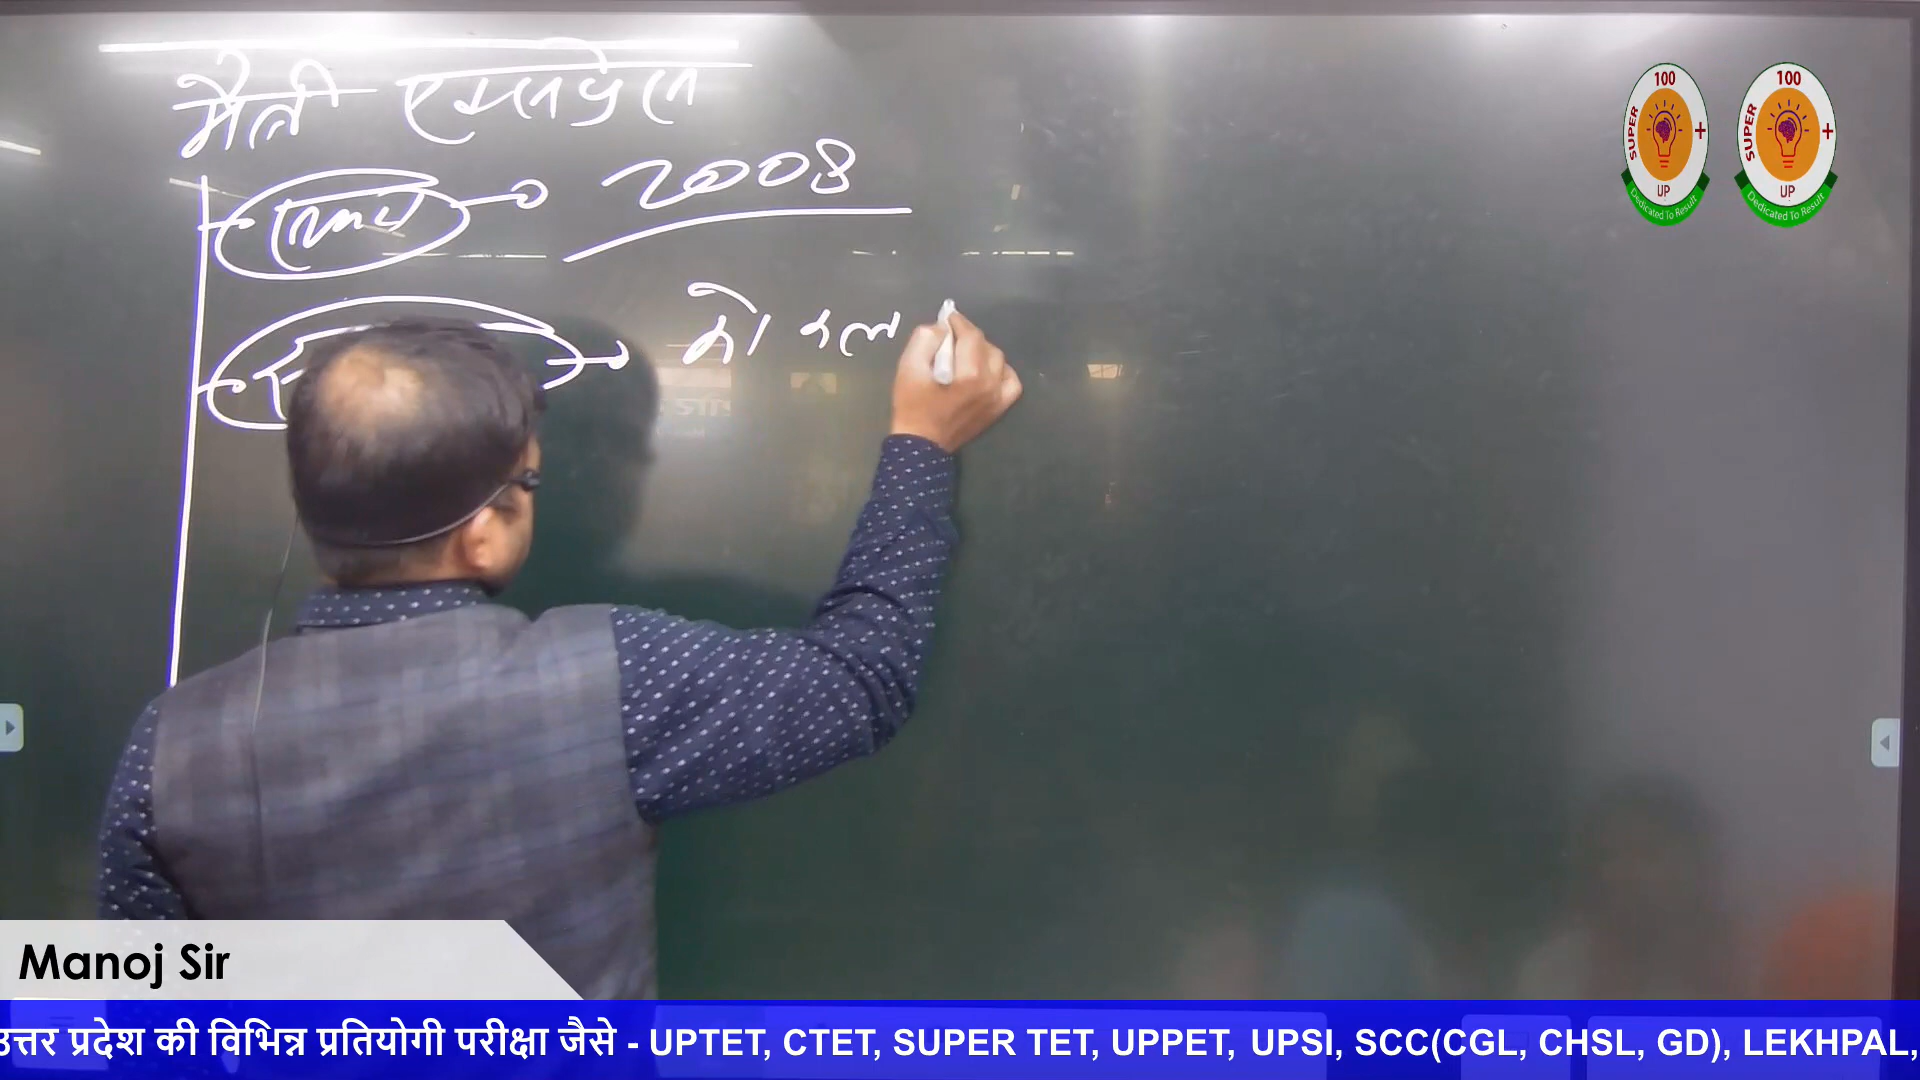 मैत्री एक्सप्रेस
2008
को कल
100
SUPER
+
UP
Dedicated To Result
100
SUPER
+
UP
Dedicated To Result
Manoj Sir
उत्तर प्रदेश की विभिन्न प्रतियोगी परीक्षा जैसे - UPTET, CTET, SUPER TET, UPPET, UPSI, SCC(CGL, CHSL, GD), LEKHPAL,